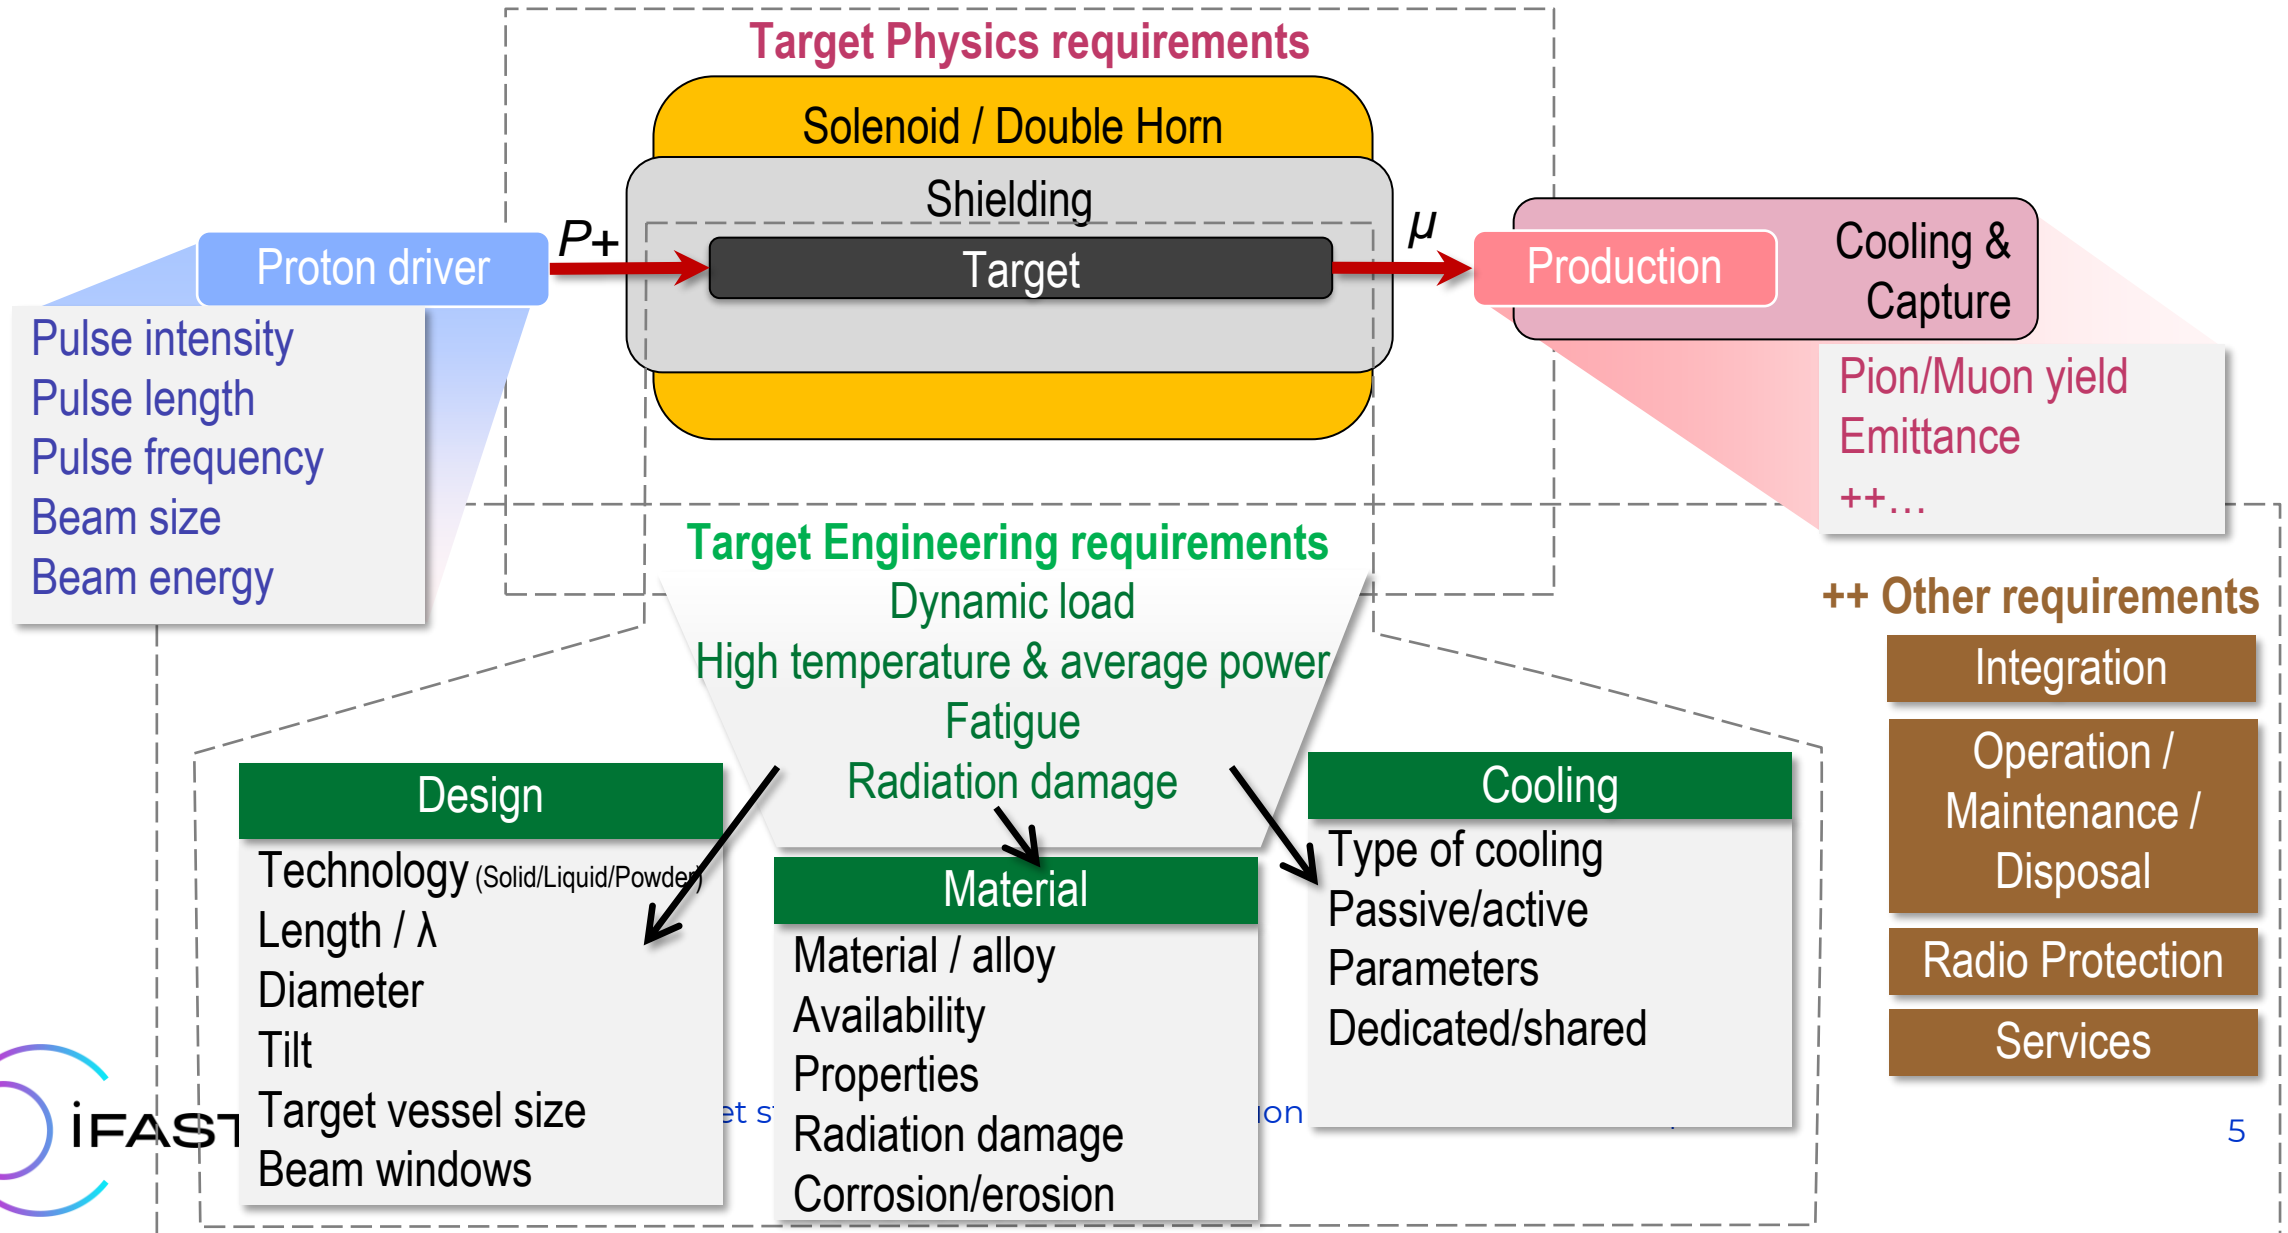 Target Physics requirements
Solenoid / Double Horn
Shielding
Target
P+
μ
Proton driver
Pulse intensity
Pulse length
Pulse frequency
Beam size
Beam energy
Production
Cooling &
Capture
Pion/Muon yield
Emittance
++...
Target Engineering requirements
Dynamic load
High temperature & average power
Fatigue
Radiation damage
Design
Technology (Solid/Liquid/Powder)
Length / λ
Diameter
Tilt
Target vessel size
Beam windows
Material
Material / alloy
Availability
Properties
Radiation damage
Corrosion/erosion
Cooling
Type of cooling
Passive/active
Parameters
Dedicated/shared
++ Other requirements
Integration
Operation /
Maintenance /
Disposal
Radio Protection
Services
iFAST
5